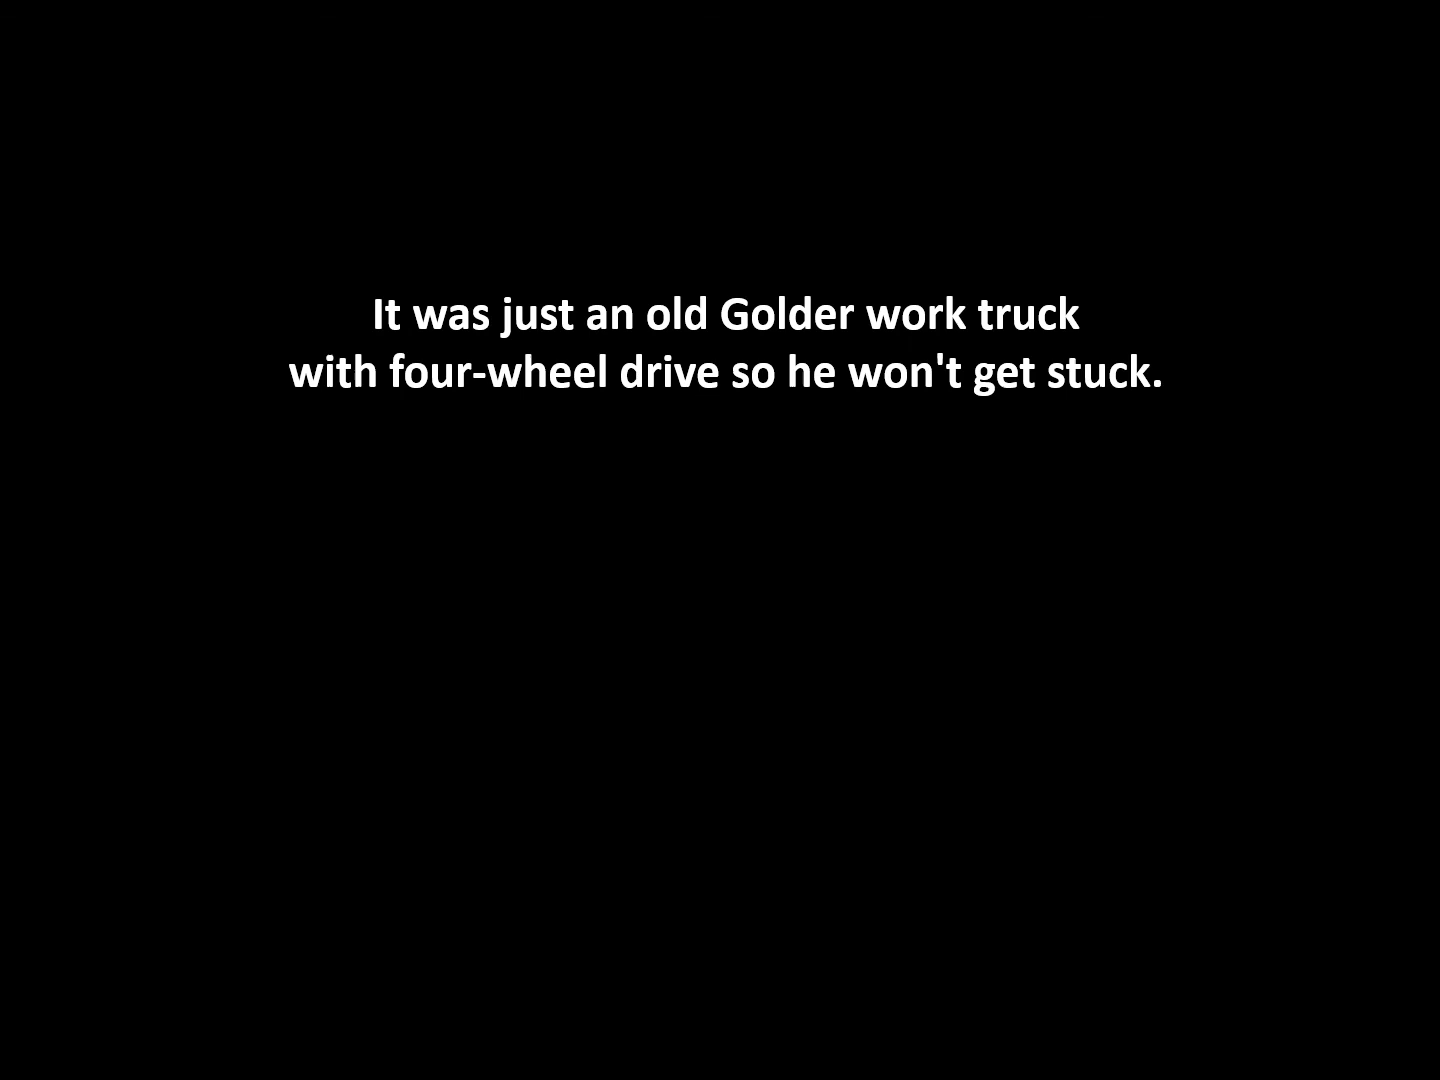 It was just an old Golder work truck
with four-wheel drive so he won't get stuck.